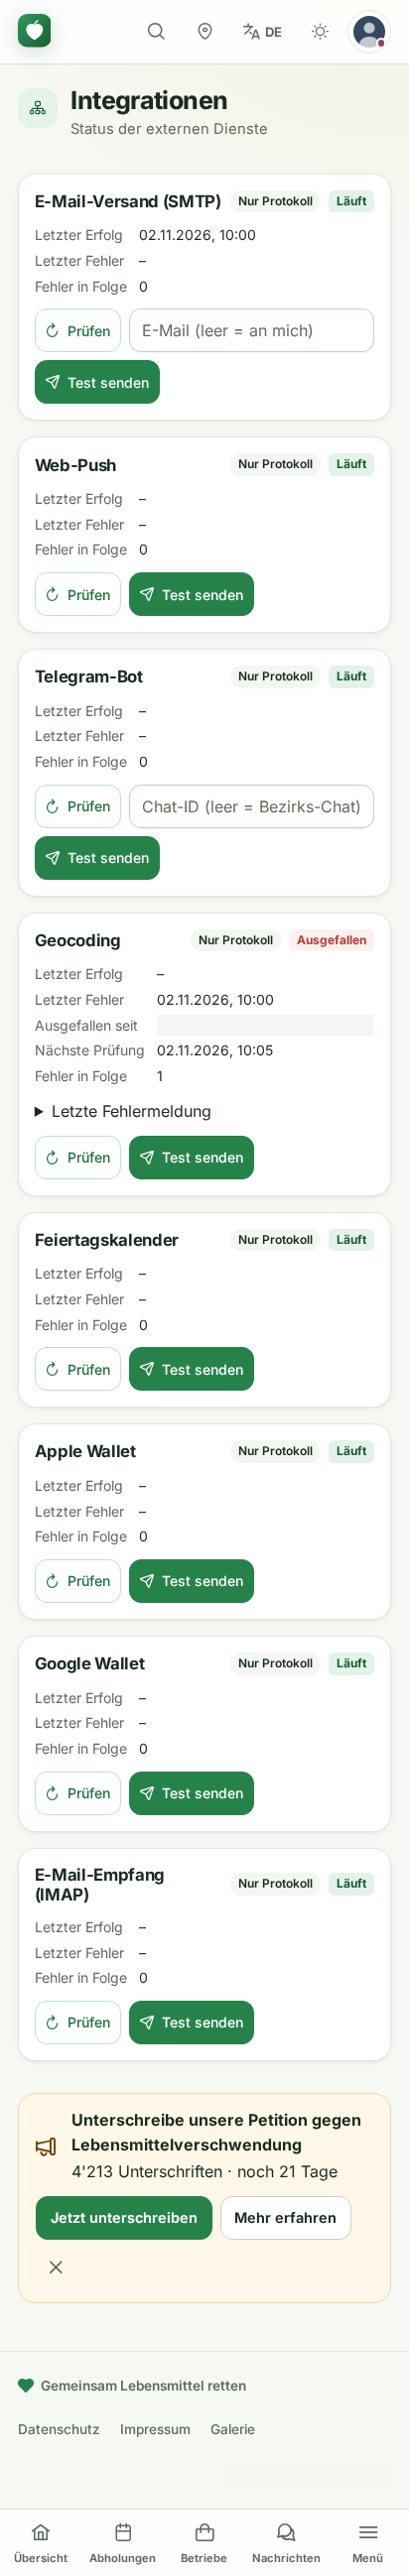 DE
Integrationen
Status der externen Dienste
E-Mail-Versand (SMTP) Nur Protokoll Läuft
Letzter Erfolg 02.11.2026, 10:00
Letzter Fehler –
Fehler in Folge 0
Prüfen E-Mail (leer = an mich)
Test senden
Web-Push Nur Protokoll Läuft
Letzter Erfolg –
Letzter Fehler –
Fehler in Folge 0
Prüfen Test senden
Telegram-Bot Nur Protokoll Läuft
Letzter Erfolg –
Letzter Fehler –
Fehler in Folge 0
Prüfen Chat-ID (leer = Bezirks-Chat)
Test senden
Geocoding Nur Protokoll Ausgefallen
Letzter Erfolg –
Letzter Fehler 02.11.2026, 10:00
Ausgefallen seit
Nächste Prüfung 02.11.2026, 10:05
Fehler in Folge 1
Letzte Fehlermeldung
Prüfen Test senden
Feiertagskalender Nur Protokoll Läuft
Letzter Erfolg –
Letzter Fehler –
Fehler in Folge 0
Prüfen Test senden
Apple Wallet Nur Protokoll Läuft
Letzter Erfolg –
Letzter Fehler –
Fehler in Folge 0
Prüfen Test senden
Google Wallet Nur Protokoll Läuft
Letzter Erfolg –
Letzter Fehler –
Fehler in Folge 0
Prüfen Test senden
E-Mail-Empfang
(IMAP) Nur Protokoll Läuft
Letzter Erfolg –
Letzter Fehler –
Fehler in Folge 0
Prüfen Test senden
Unterschreibe unsere Petition gegen
Lebensmittelverschwendung
4'213 Unterschriften · noch 21 Tage
Jetzt unterschreiben Mehr erfahren
Gemeinsam Lebensmittel retten
Datenschutz Impressum Galerie
Übersicht Abholungen Betriebe Nachrichten Menü